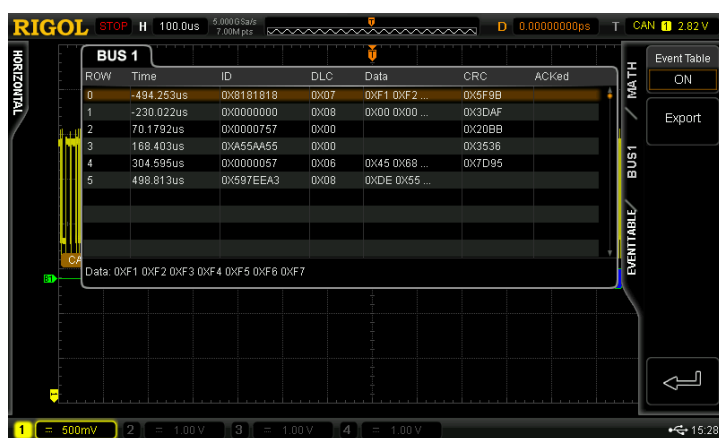 RIGOL STOP H 100.0us 5.000GSa/s 7.00M pts D 0.00000000ps T CAN 1 2.82 V
HORIZONTAL
BUS 1
ROW Time ID DLC Data CRC ACKed
0 -494.253us 0X8181818 0X07 0XF1 0XF2 ... 0X5F9B
1 -230.022us 0X0000000 0X08 0X00 0X00 ... 0X3DAF
2 70.1792us 0X0000757 0X00 0X20BB
3 168.403us 0XA55AA55 0X00 0X3536
4 304.595us 0X0000057 0X06 0X45 0X68 ... 0X7D95
5 498.813us 0X597EEA3 0X08 0XDE 0X55 ...
Data: 0XF1 0XF2 0XF3 0XF4 0XF5 0XF6 0XF7
CA
B1
MATH
BUS1
EVENTTABLE
Event Table
ON
Export
1 = 500mV 2 = 1.00 V 3 = 1.00 V 4 = 1.00 V 15:28